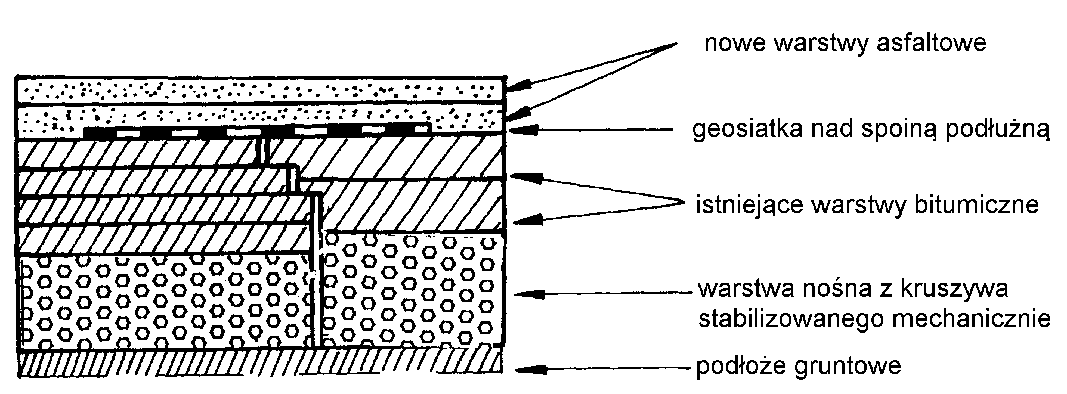 nowe warstwy asfaltowe
geosiatka nad spoiną podłużną
istniejące warstwy bitumiczne
warstwa nośna z kruszywa
stabilizowanego mechanicznie
podłoże gruntowe